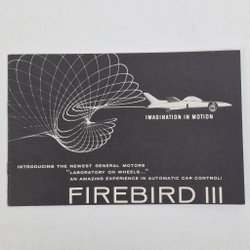 IMAGINATION IN MOTION
INTRODUCING THE NEWEST GENERAL MOTORS
"LABORATORY ON WHEELS..."
AN AMAZING EXPERIENCE IN AUTOMATIC CAR CONTROL!
FIREBIRD III